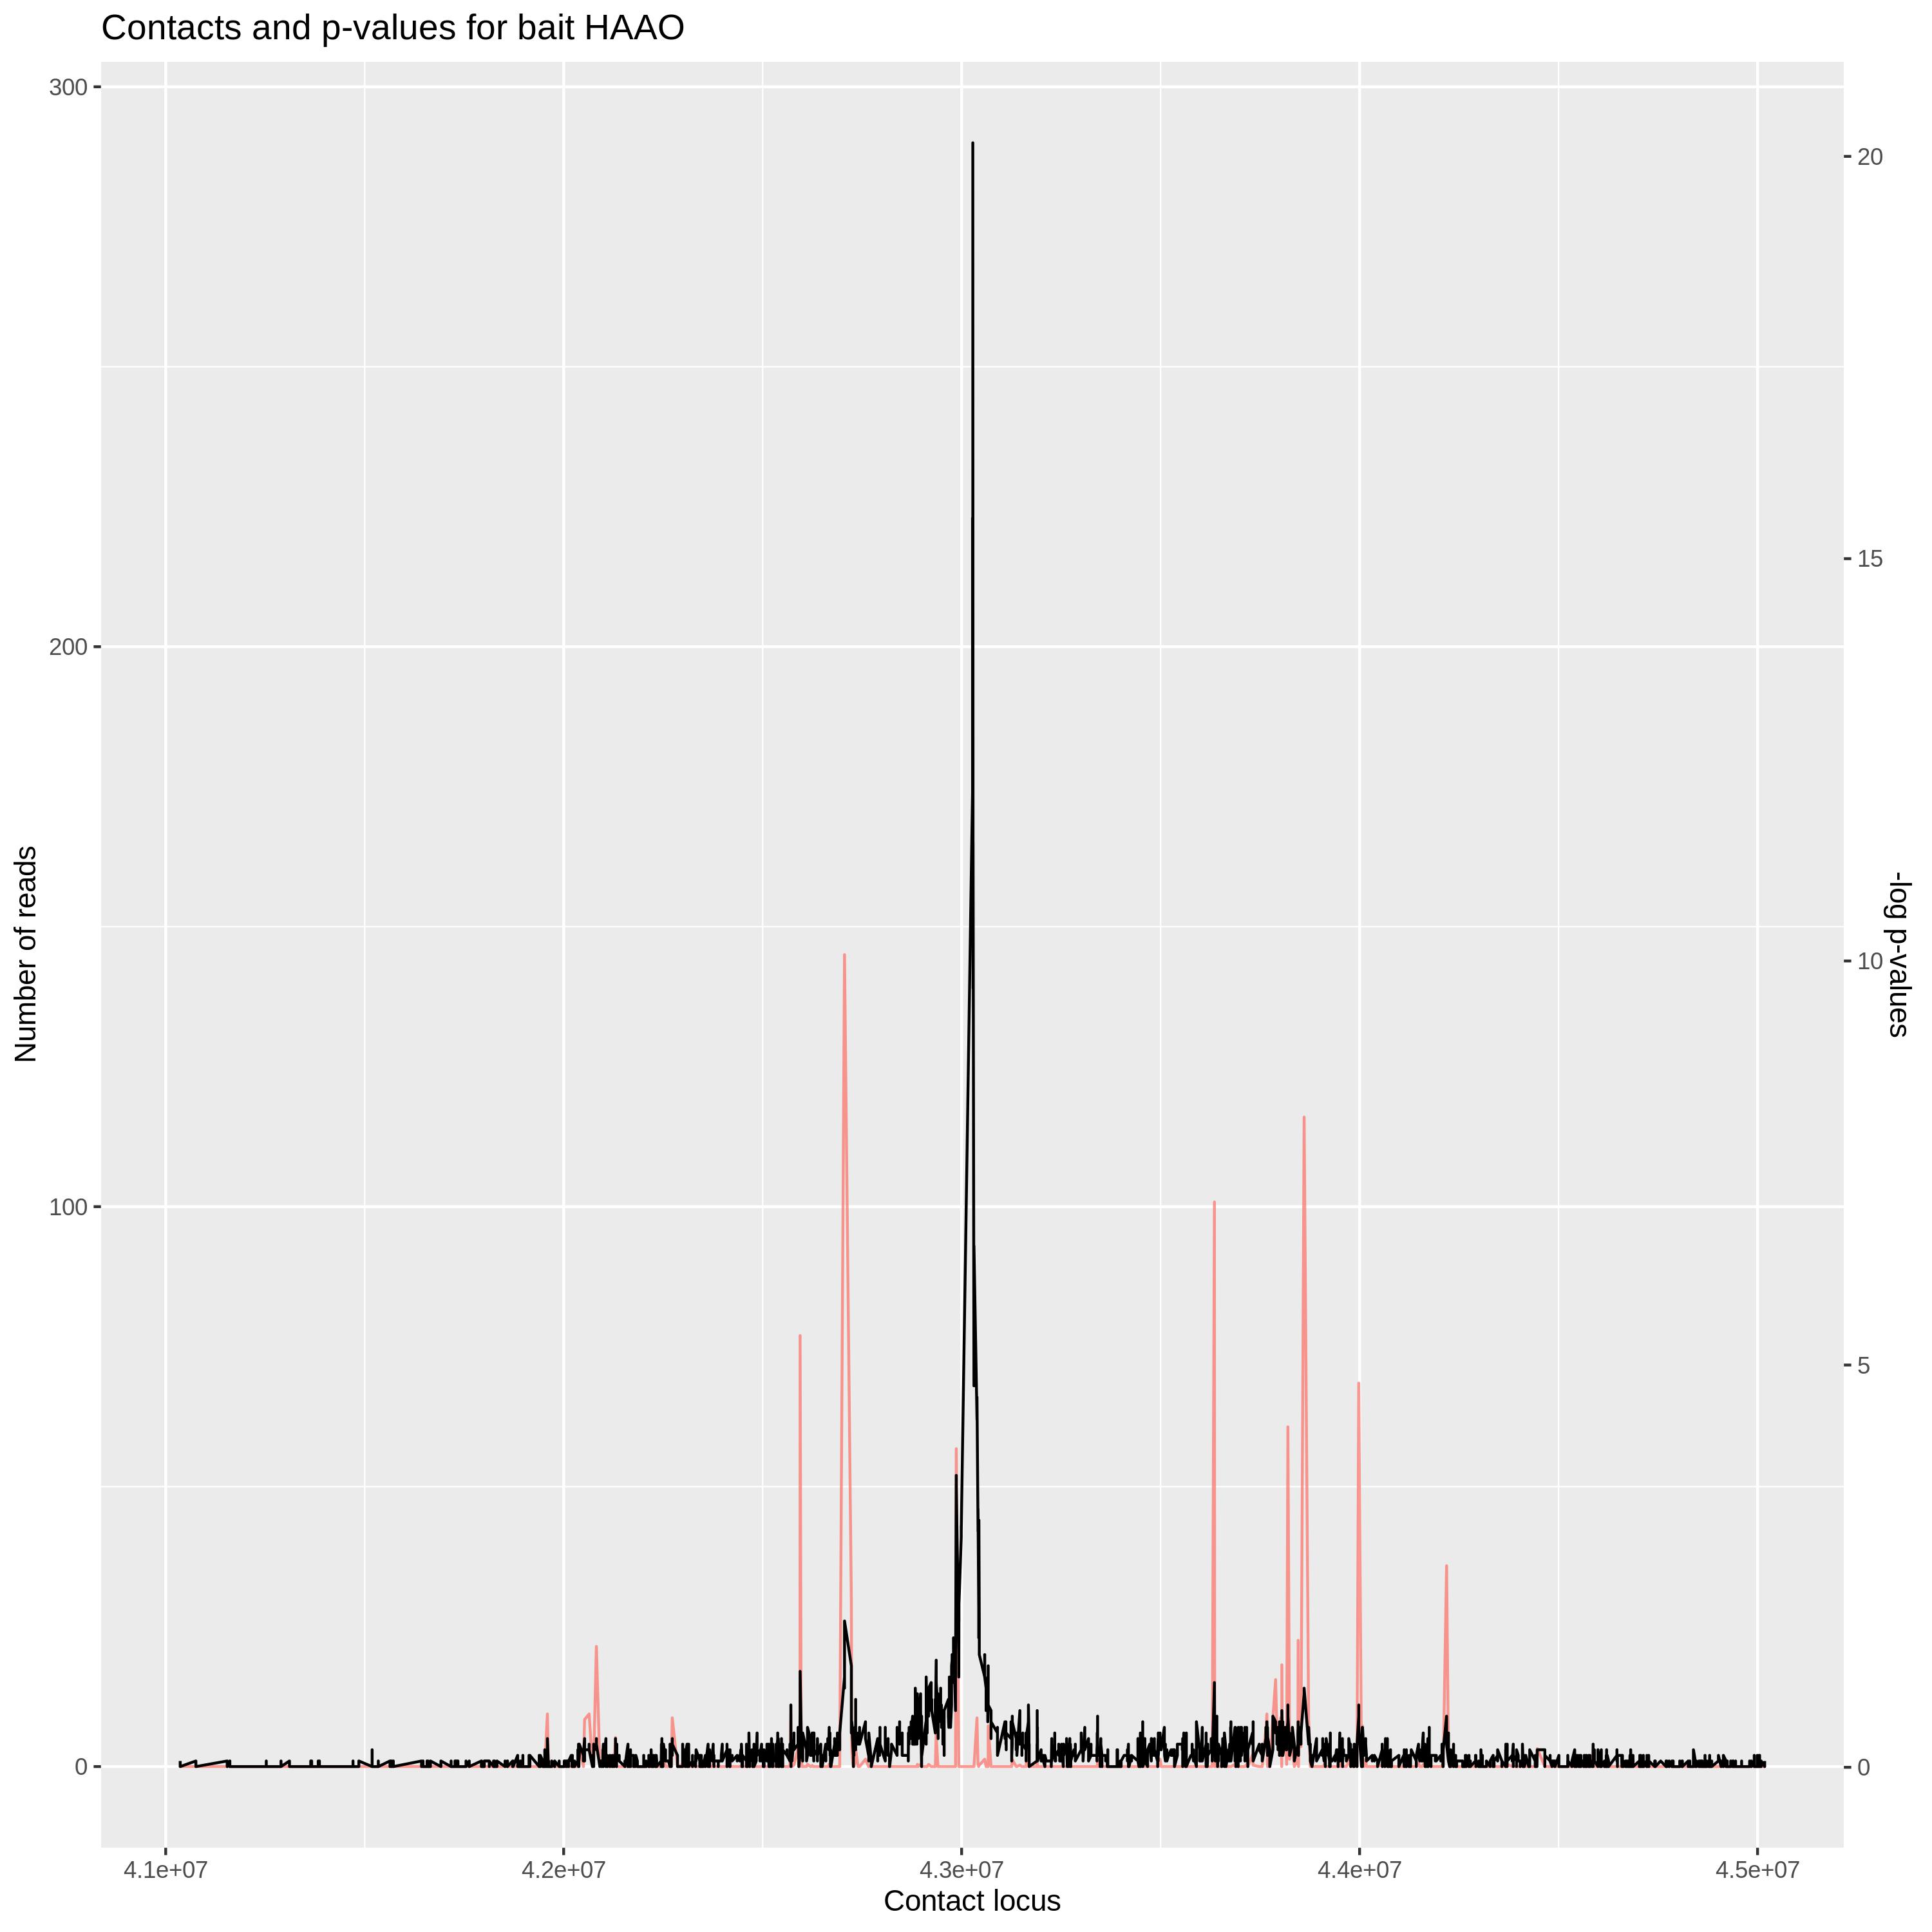 Contacts and p-values for bait HAAO
300
200
100
0
Number of reads
20
15
10
5
0
-log p-values
4.1e+07
4.2e+07
4.3e+07
4.4e+07
4.5e+07
Contact locus